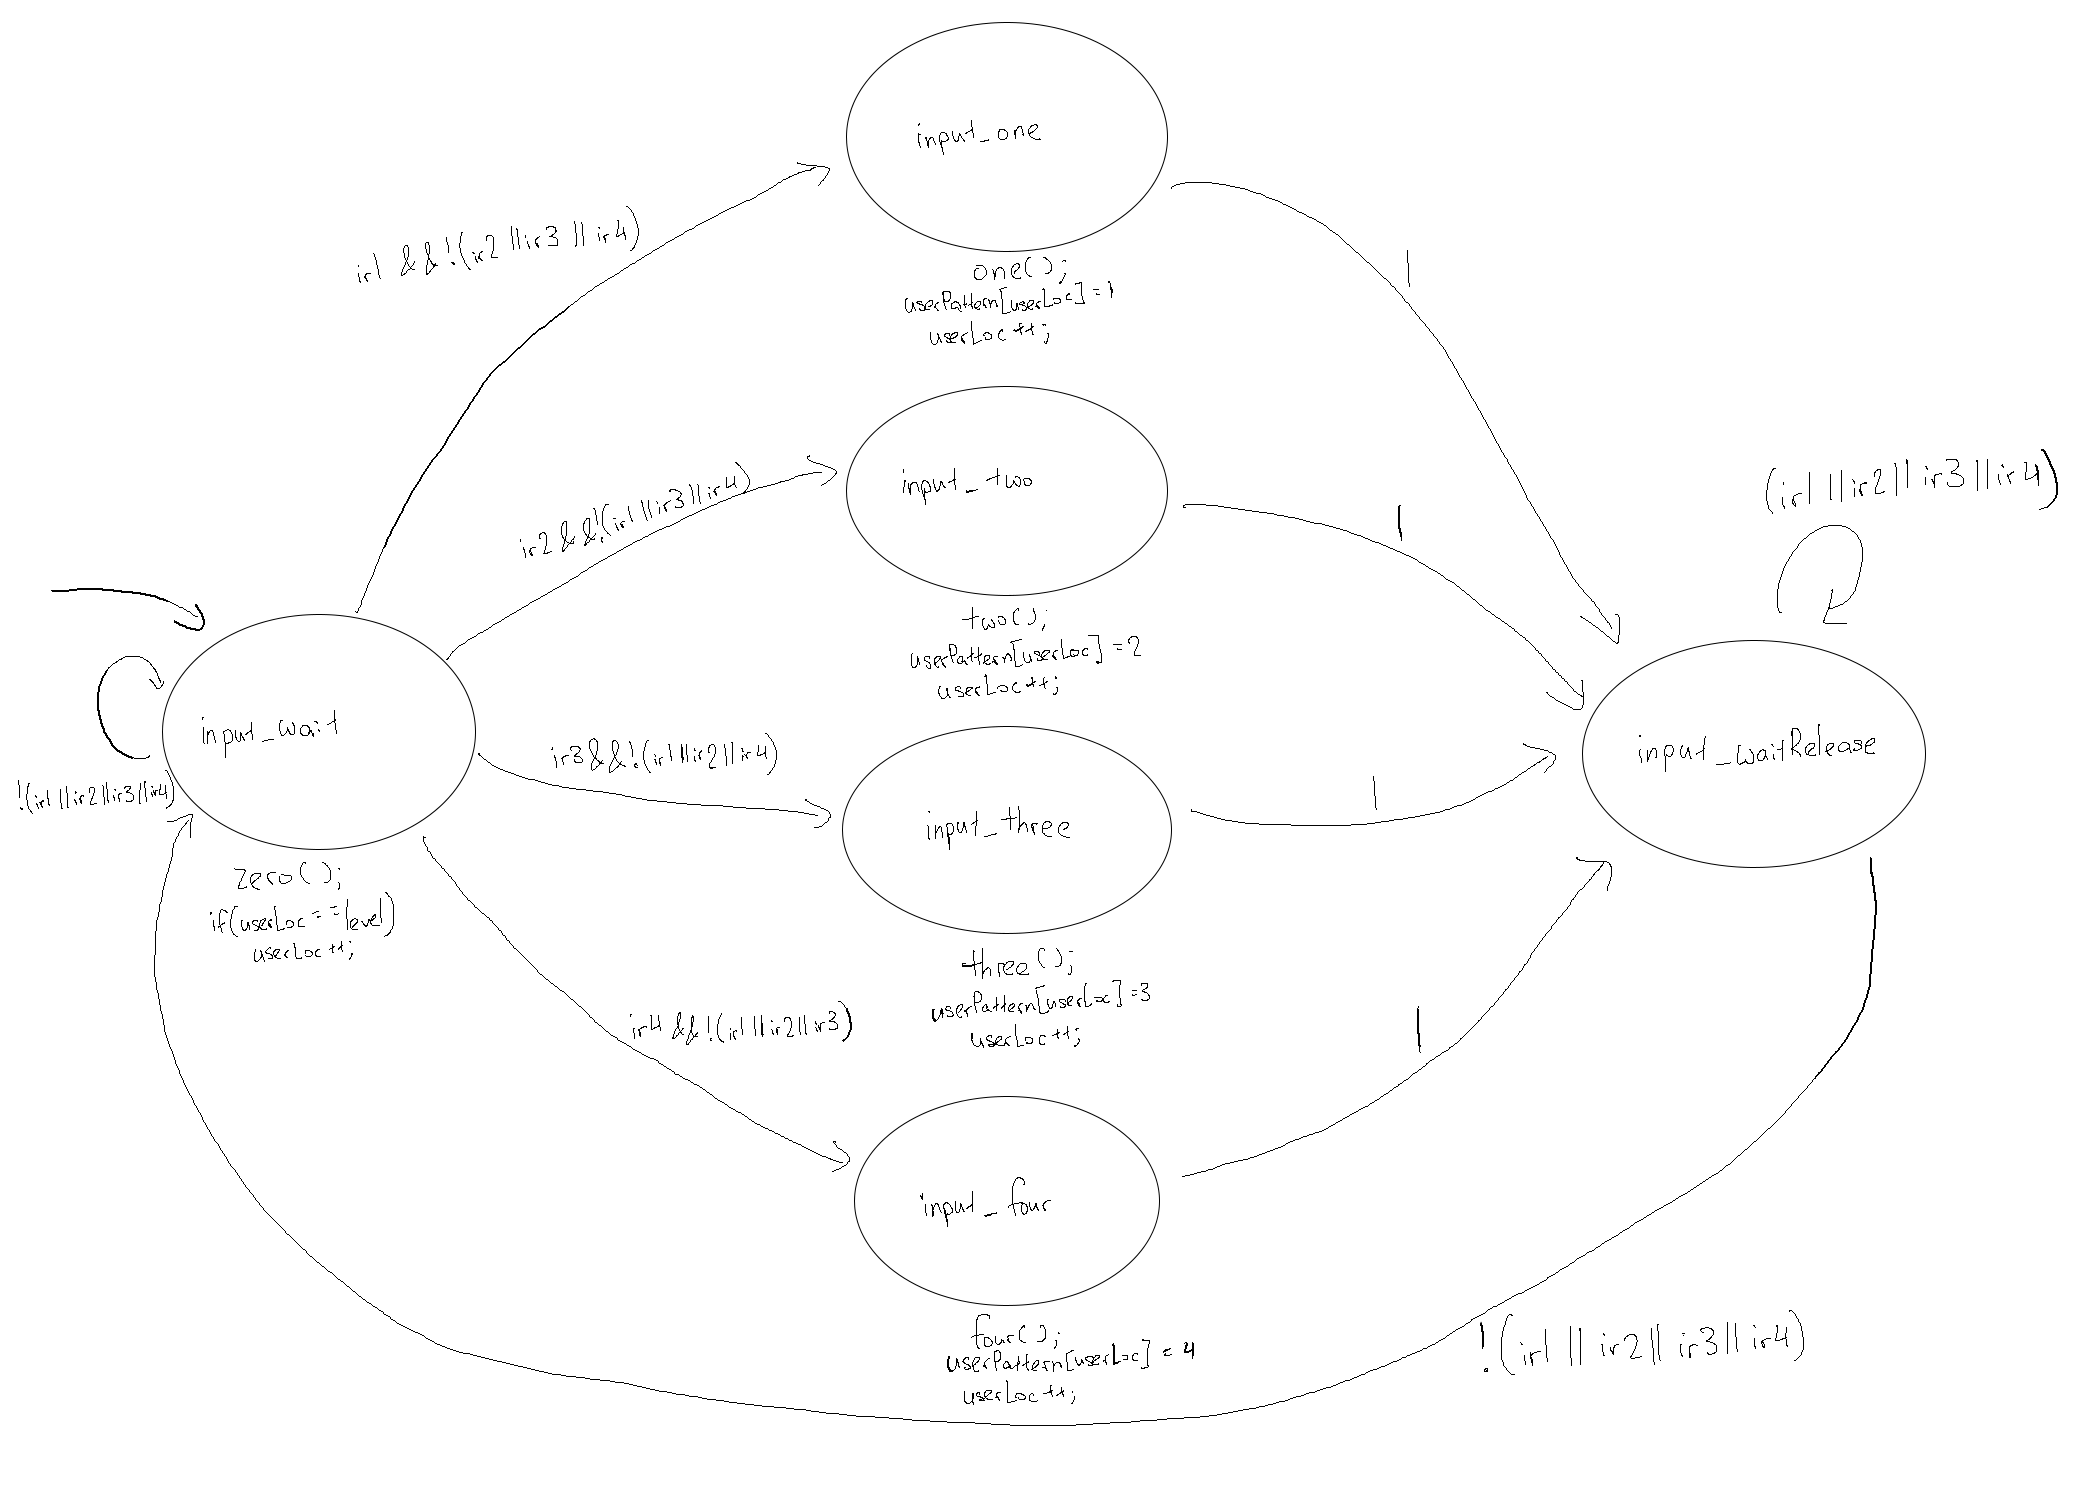 input_one
ir1 && !(ir2 || ir3 || ir4)
one();
userPattern[userLoc] = 1
userLoc++;
1
input_two
ir2 && !(ir1 || ir3 || ir4)
two();
userPattern[userLoc] = 2
userLoc++;
1
(ir1 || ir2 || ir3 || ir4)
input_wait
!(ir1 || ir2 || ir3 || ir4)
zero();
if(userLoc == level)
userLoc++;
ir3 && !(ir1 || ir2 || ir4)
input_three
three();
userPattern[userLoc] = 3
userLoc++;
1
input_waitRelease
ir4 && !(ir1 || ir2 || ir3)
input_four
four();
userPattern[userLoc] = 4
userLoc++;
1
!(ir1 || ir2 || ir3 || ir4)